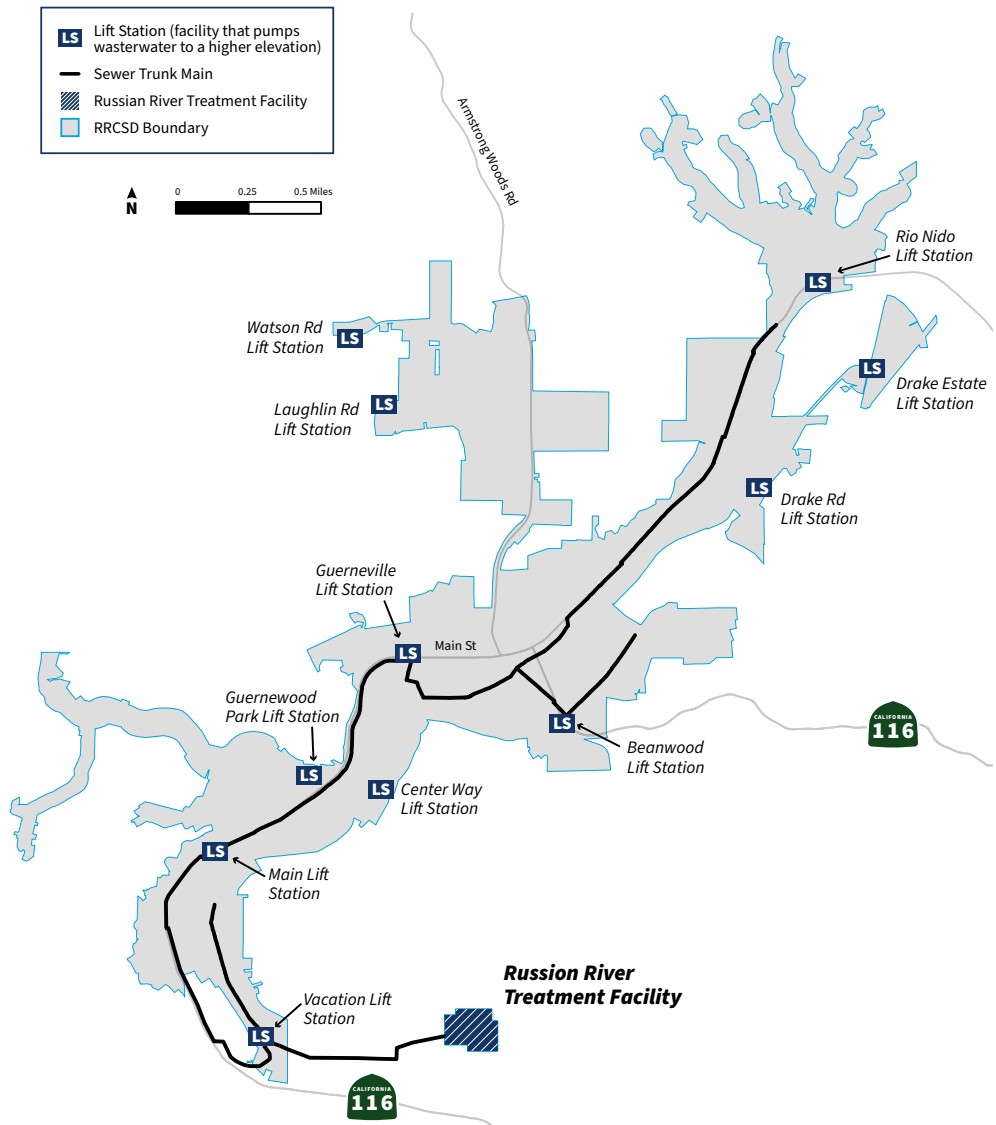 LS Lift Station (facility that pumps
wasterwater to a higher elevation)
Sewer Trunk Main
Russian River Treatment Facility
RRCSD Boundary
N
0 0.25 0.5 Miles
Armstrong Woods Rd
Rio Nido
Lift Station
LS
Watson Rd
Lift Station
LS
LS
Drake Estate
Lift Station
Laughlin Rd
Lift Station
LS
LS
Drake Rd
Lift Station
Guerneville
Lift Station
LS
Main St
Guernewood
Park Lift Station
LS
LS
Beanwood
Lift Station
CALIFORNIA
116
LS
Center Way
Lift Station
LS
Main Lift
Station
Russion River
Treatment Facility
Vacation Lift
Station
LS
CALIFORNIA
116